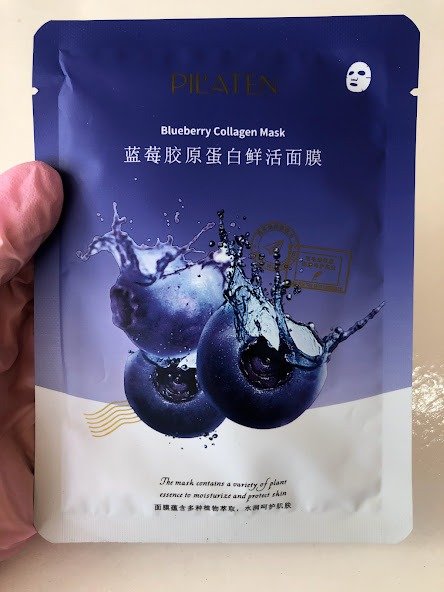 PIL'ATEN
Blueberry Collagen Mask
蓝莓胶原蛋白鲜活面膜
The mask contains a variety of plant
essence to moisturize and protect skin
面膜蕴含多种植物萃取，水润呵护肌肤